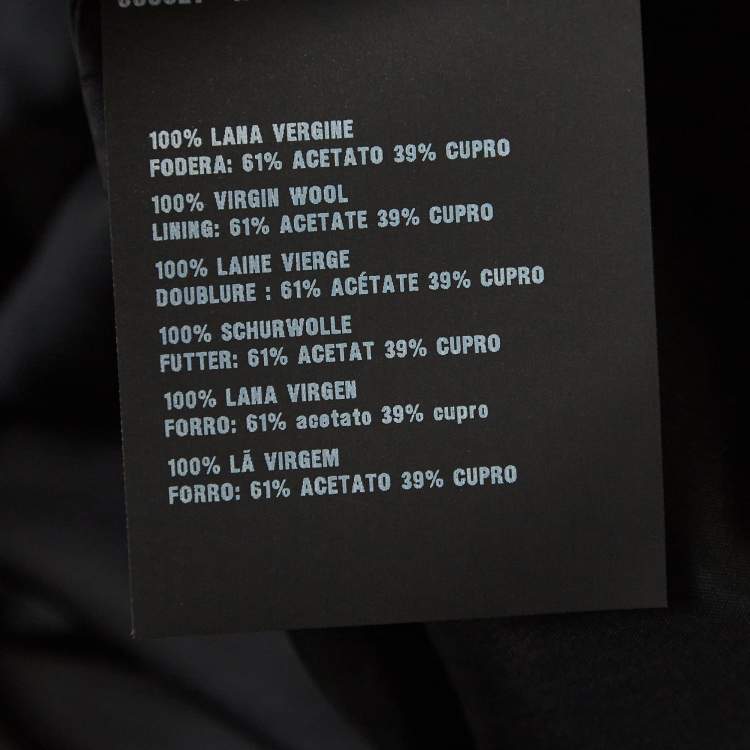 100% LANA VERGINE
FODERA: 61% ACETATO 39% CUPRO
100% VIRGIN WOOL
LINING: 61% ACETATE 39% CUPRO
100% LAINE VIERGE
DOUBLURE : 61% ACÉTATE 39% CUPRO
100% SCHURWOLLE
FUTTER: 61% ACETAT 39% CUPRO
100% LANA VIRGEN
FORRO: 61% acetato 39% cupro
100% LÃ VIRGEM
FORRO: 61% ACETATO 39% CUPRO